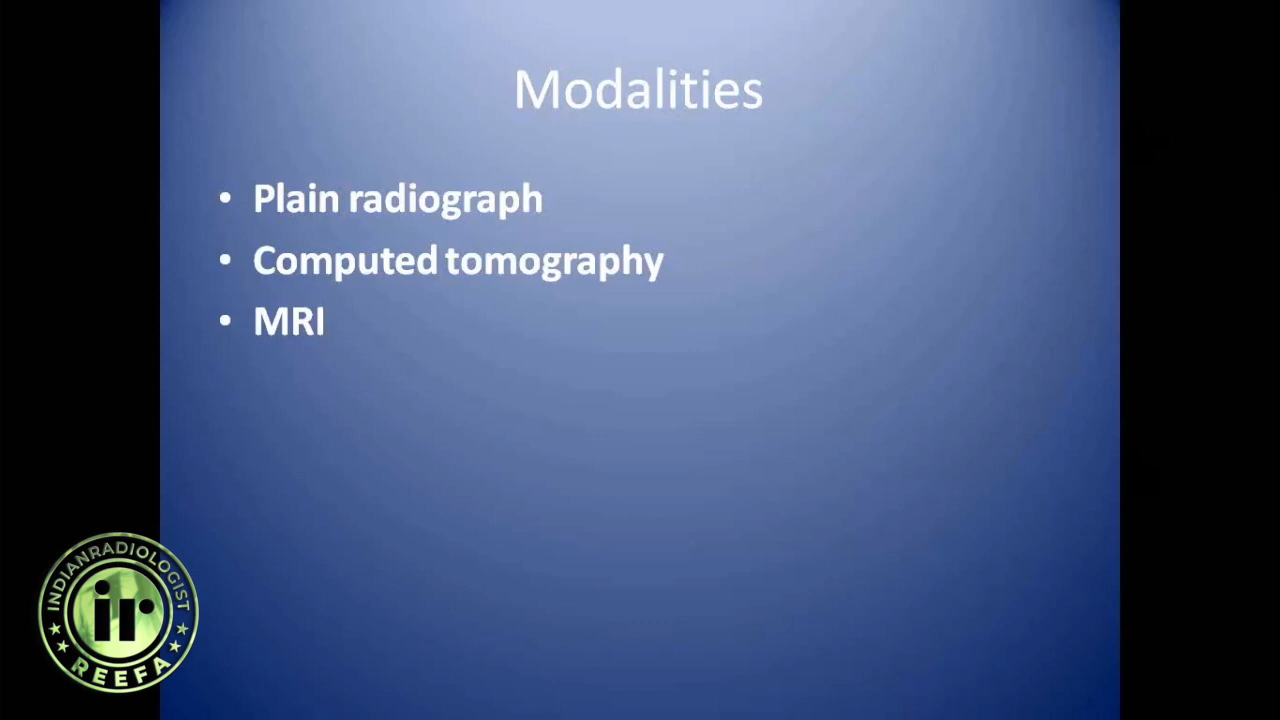 Modalities
• Plain radiograph
• Computed tomography
• MRI
INDIANRADIOLOGIST
ir
REEFA